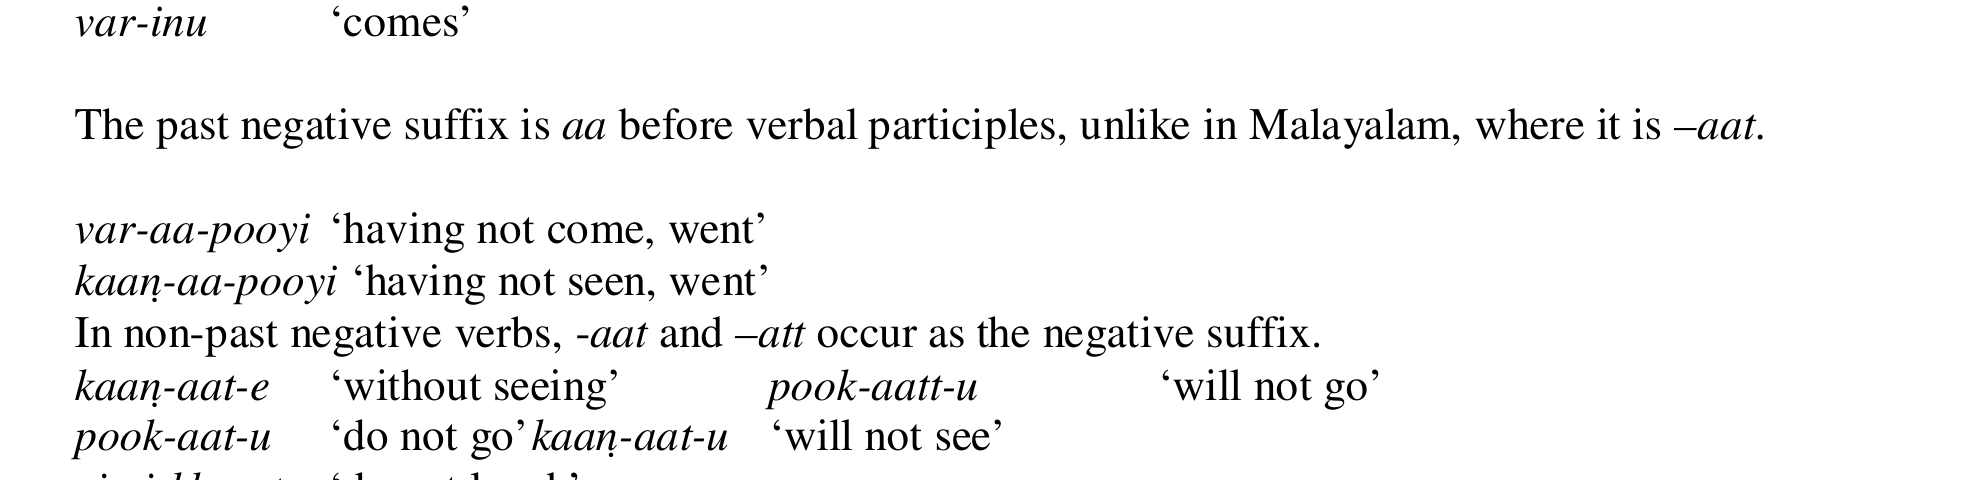 var-inu ‘comes’
The past negative suffix is aa before verbal participles, unlike in Malayalam, where it is –aat.
var-aa-pooyi ‘having not come, went’
kaaṇ-aa-pooyi ‘having not seen, went’
In non-past negative verbs, -aat and –att occur as the negative suffix.
kaaṇ-aat-e ‘without seeing’ pook-aatt-u ‘will not go’
pook-aat-u ‘do not go’ kaaṇ-aat-u ‘will not see’